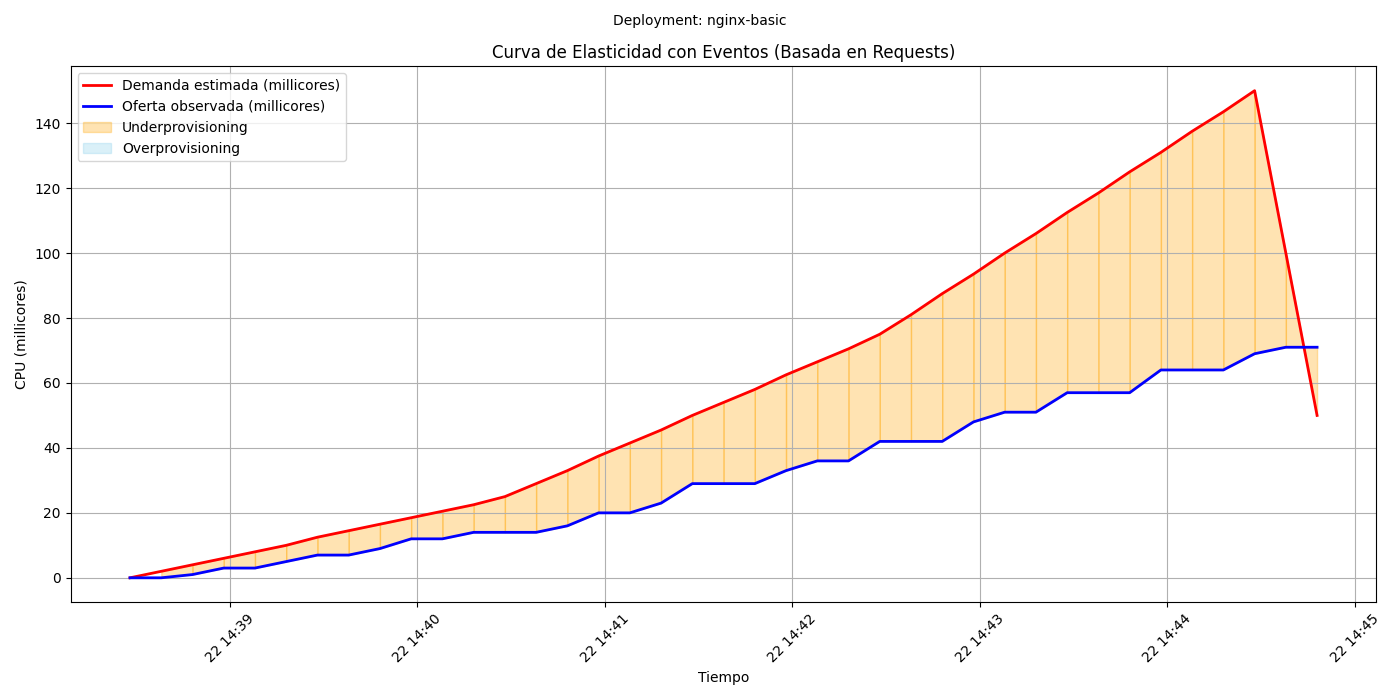 Deployment: nginx-basic
Curva de Elasticidad con Eventos (Basada en Requests)
Demanda estimada (millicores)
Oferta observada (millicores)
Underprovisioning
Overprovisioning
CPU (millicores)
140
120
100
80
60
40
20
0
22 14:39
22 14:40
22 14:41
22 14:42
22 14:43
22 14:44
22 14:45
Tiempo